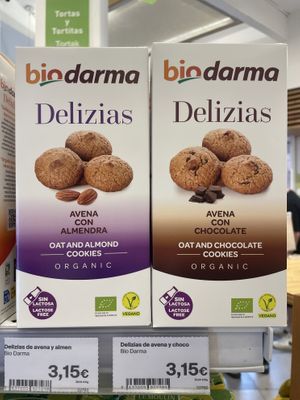 Tortas
y
Tortitas
Tortak
biodarma
Delizias
AVENA
CON
ALMENDRA
OAT AND ALMOND
COOKIES
ORGANIC
SIN
LACTOSA
LACTOSE
FREE
VEGANO
biodarma
Delizias
AVENA
CON
CHOCOLATE
OAT AND CHOCOLATE
COOKIES
ORGANIC
SIN
LACTOSA
LACTOSE
FREE
VEGANO
Delizias de avena y almen
Bio Darma
3,15€
Delizias de avena y choco
Bio Darma
3,15€